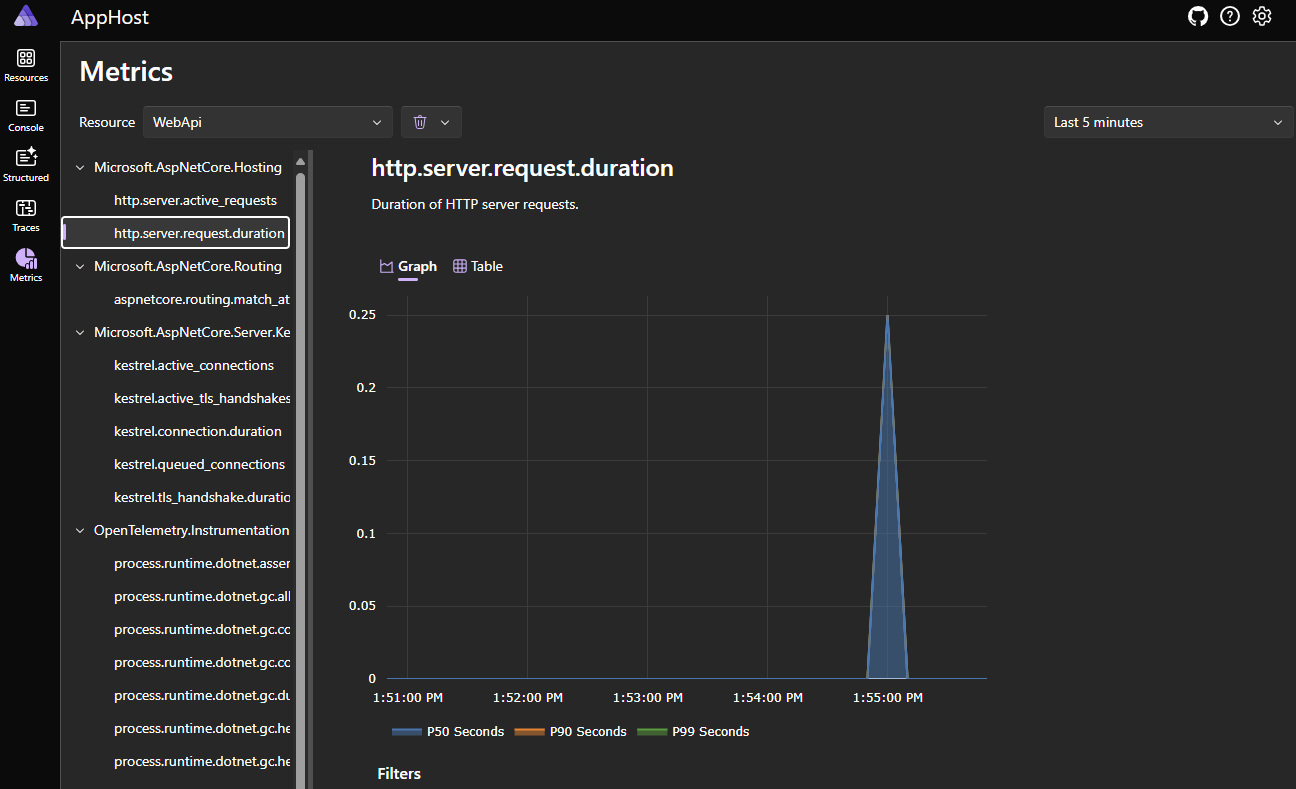 AppHost
Resources
Console
Structured
Traces
Metrics
Metrics
Resource WebApi
Last 5 minutes
Microsoft.AspNetCore.Hosting
http.server.active_requests
http.server.request.duration
Microsoft.AspNetCore.Routing
aspnetcore.routing.match_at
Microsoft.AspNetCore.Server.Ke
kestrel.active_connections
kestrel.active_tls_handshakes
kestrel.connection.duration
kestrel.queued_connections
kestrel.tls_handshake.duratio
OpenTelemetry.Instrumentation
process.runtime.dotnet.asser
process.runtime.dotnet.gc.all
process.runtime.dotnet.gc.co
process.runtime.dotnet.gc.co
process.runtime.dotnet.gc.du
process.runtime.dotnet.gc.he
process.runtime.dotnet.gc.he
http.server.request.duration
Duration of HTTP server requests.
Graph Table
0.25
0.2
0.15
0.1
0.05
0
1:51:00 PM 1:52:00 PM 1:53:00 PM 1:54:00 PM 1:55:00 PM
P50 Seconds P90 Seconds P99 Seconds
Filters